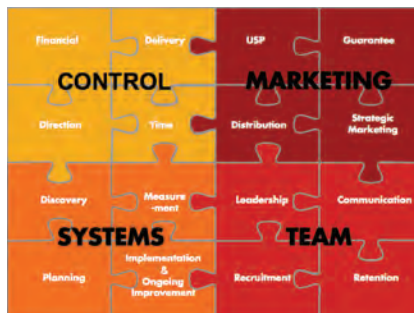 Financial
Delivery
USP
Guarantee
CONTROL
MARKETING
Direction
Time
Distribution
Strategic
Marketing
Discovery
Measure
-ment
Leadership
Communication
SYSTEMS
TEAM
Planning
Implementation
&
Ongoing
Improvement
Recruitment
Retention